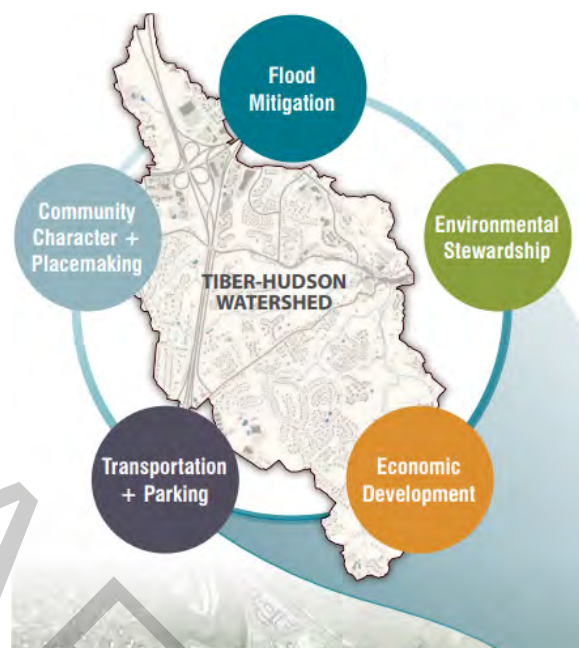 Flood
Mitigation
Community
Character +
Placemaking
Environmental
Stewardship
TIBER-HUDSON
WATERSHED
Transportation
+ Parking
Economic
Development